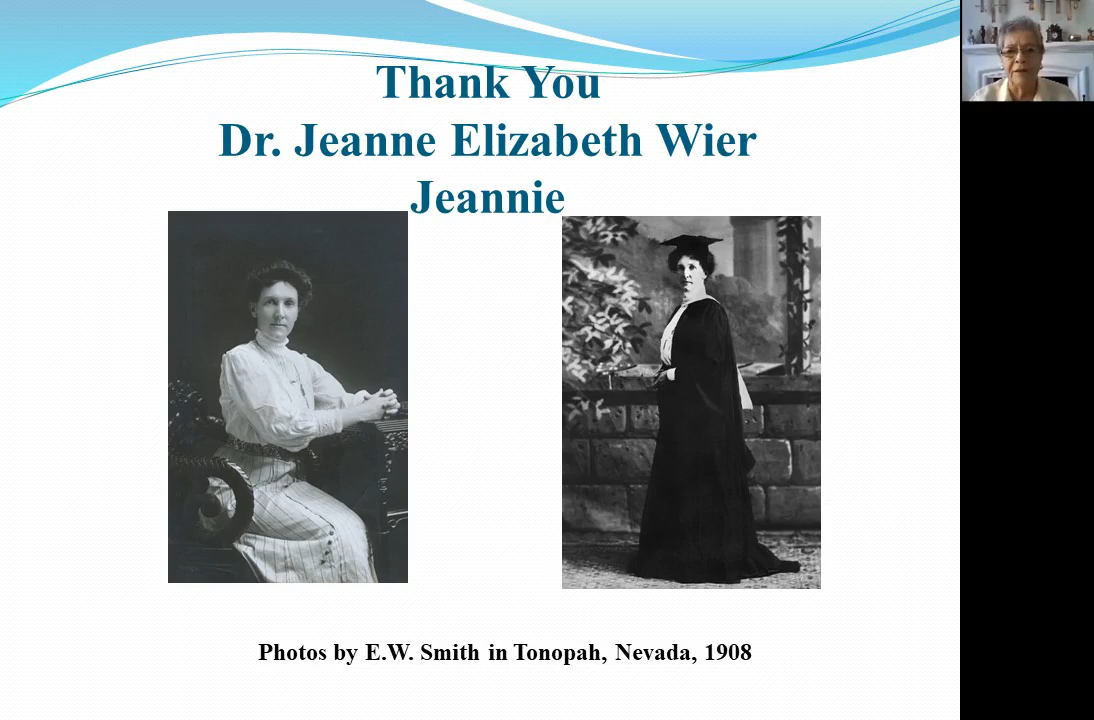 Thank You
Dr. Jeanne Elizabeth Wier
Jeannie
Photos by E.W. Smith in Tonopah, Nevada, 1908